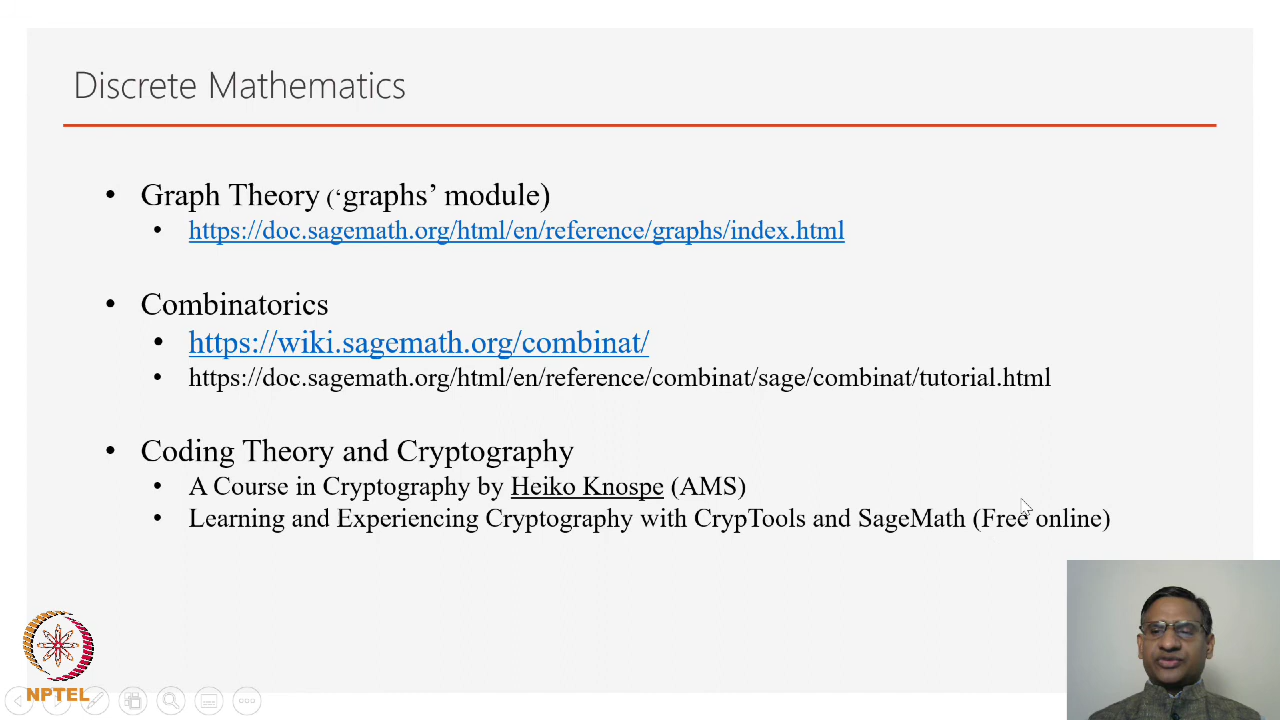 Discrete Mathematics
• Graph Theory (‘graphs’ module)
• https://doc.sagemath.org/html/en/reference/graphs/index.html
• Combinatorics
• https://wiki.sagemath.org/combinat/
• https://doc.sagemath.org/html/en/reference/combinat/sage/combinat/tutorial.html
• Coding Theory and Cryptography
• A Course in Cryptography by Heiko Knospe (AMS)
• Learning and Experiencing Cryptography with CrypTools and SageMath (Free online)
NPTEL